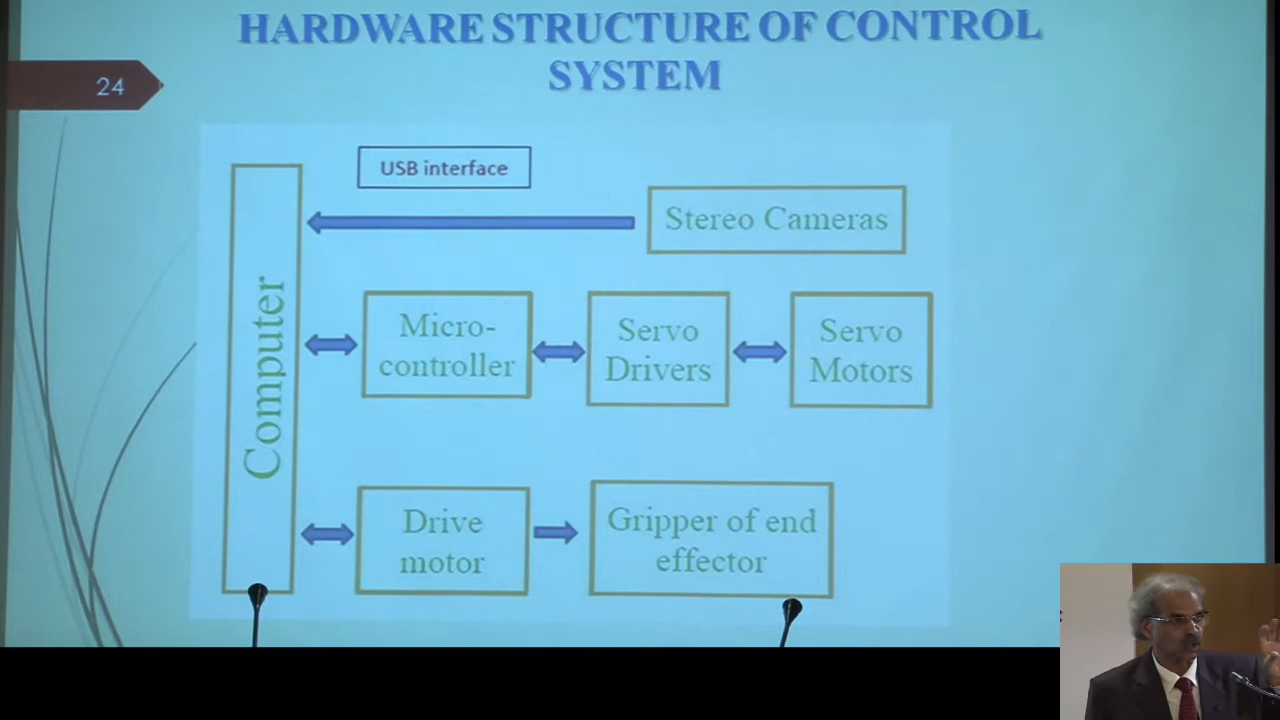 HARDWARE STRUCTURE OF CONTROL
SYSTEM
24
USB interface
Stereo Cameras
Computer
Micro-
controller
Servo
Drivers
Servo
Motors
Drive
motor
Gripper of end
effector